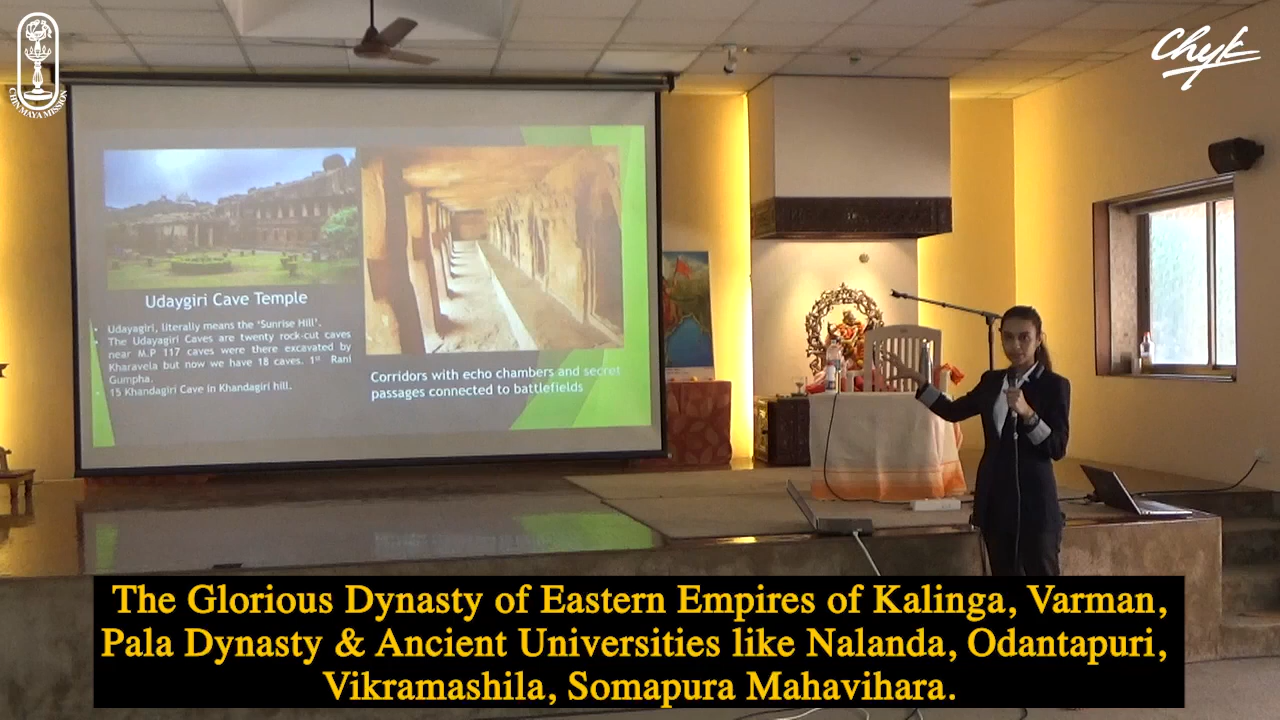 CHINMAYA MISSION
Chyk
Udaygiri Cave Temple
• Udayagiri, literally means the 'Sunrise Hill'.
• The Udayagiri Caves are twenty rock-cut caves
near M.P 117 caves were there excavated by
Kharavela but now we have 18 caves. 1st Rani
Gumpha.
• 15 Khandagiri Cave in Khandagiri hill.
Corridors with echo chambers and secret
passages connected to battlefields
The Glorious Dynasty of Eastern Empires of Kalinga, Varman,
Pala Dynasty & Ancient Universities like Nalanda, Odantapuri,
Vikramashila, Somapura Mahavihara.